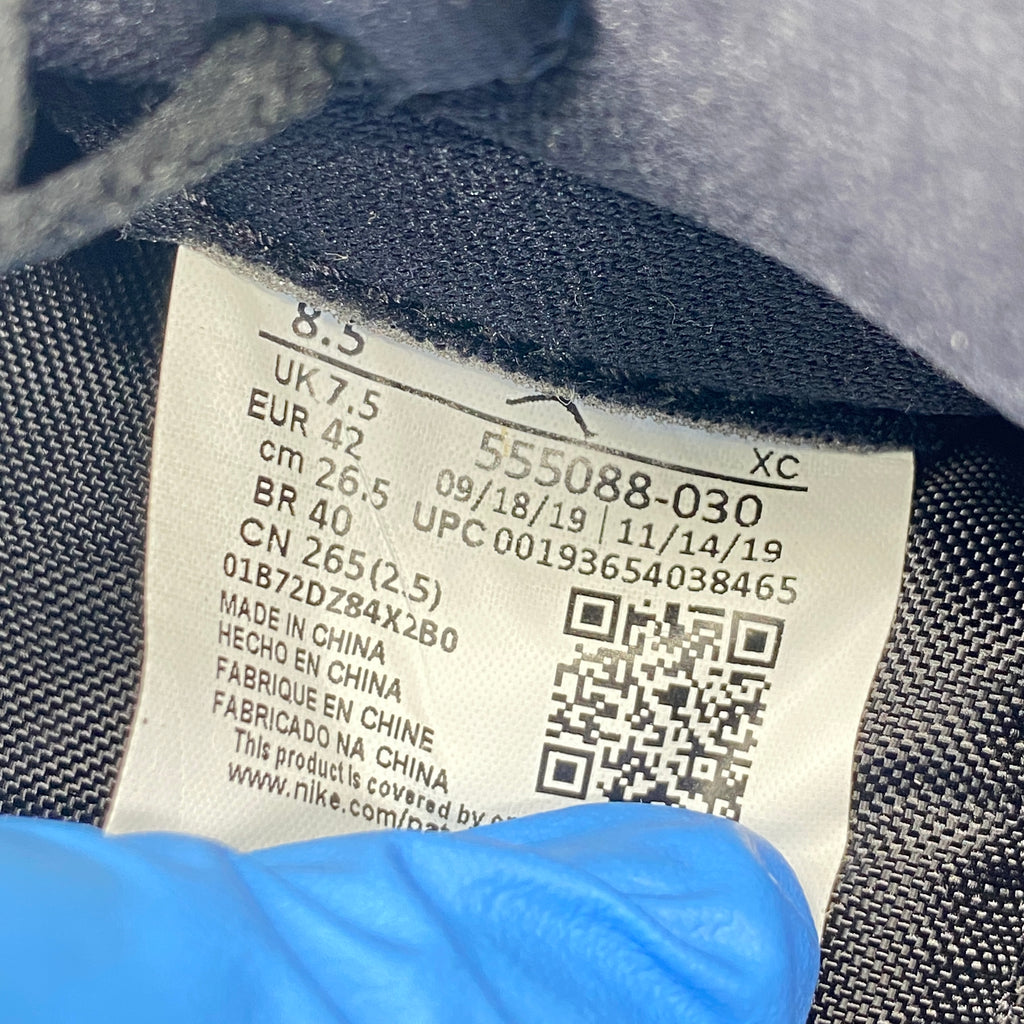 8.5
UK 7.5
EUR 42
cm 26.5
BR 40
CN 265(2.5)
01B72DZ84X2B0
MADE IN CHINA
HECHO EN CHINA
FABRIQUE EN CHINE
FABRICADO NA CHINA
This product is covered by
www.nike.com/pat
XC
555088-030
09/18/19 | 11/14/19
UPC 00193654038465